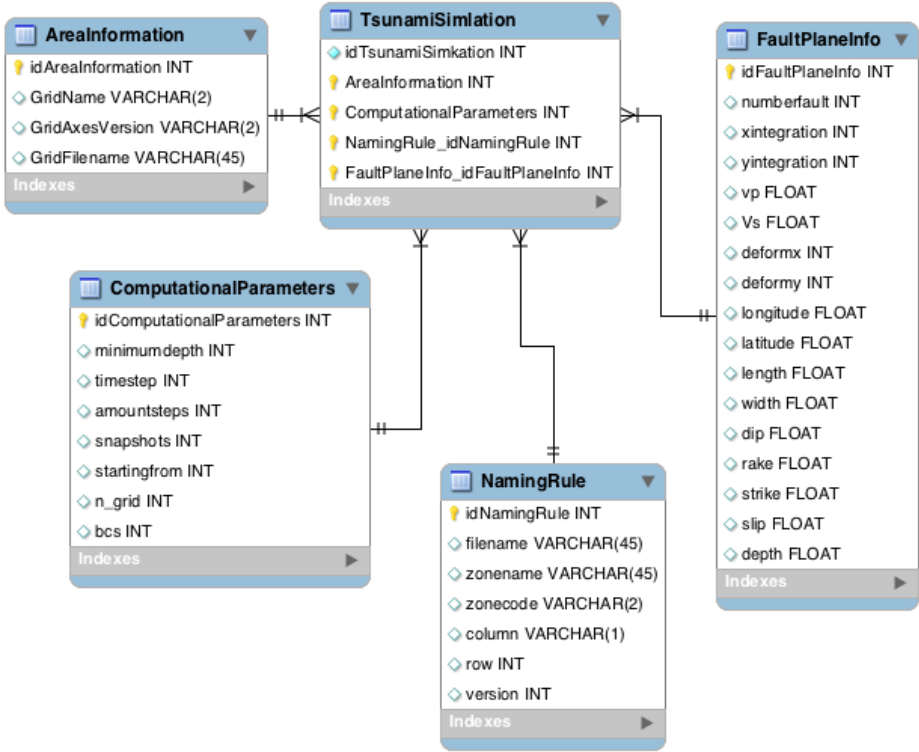 AreaInformation
idAreaInformation INT
GridName VARCHAR(2)
GridAxesVersion VARCHAR(2)
GridFilename VARCHAR(45)
Indexes
TsunamiSimlation
idTsunamiSimkation INT
AreaInformation INT
ComputationalParameters INT
NamingRule_idNamingRule INT
FaultPlaneInfo_idFaultPlaneInfo INT
Indexes
FaultPlaneInfo
idFaultPlaneInfo INT
numberfault INT
xintegration INT
yintegration INT
vp FLOAT
Vs FLOAT
deformx INT
deformy INT
longitude FLOAT
latitude FLOAT
length FLOAT
width FLOAT
dip FLOAT
rake FLOAT
strike FLOAT
slip FLOAT
depth FLOAT
Indexes
ComputationalParameters
idComputationalParameters INT
minimumdepth INT
timestep INT
amountsteps INT
snapshots INT
startingfrom INT
n_grid INT
bcs INT
Indexes
NamingRule
idNamingRule INT
filename VARCHAR(45)
zonename VARCHAR(45)
zonecode VARCHAR(2)
column VARCHAR(1)
row INT
version INT
Indexes